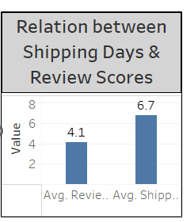 Relation between
Shipping Days &
Review Scores
8
6
4
2
Value
4.1
6.7
Avg. Revie.. Avg. Shipp..